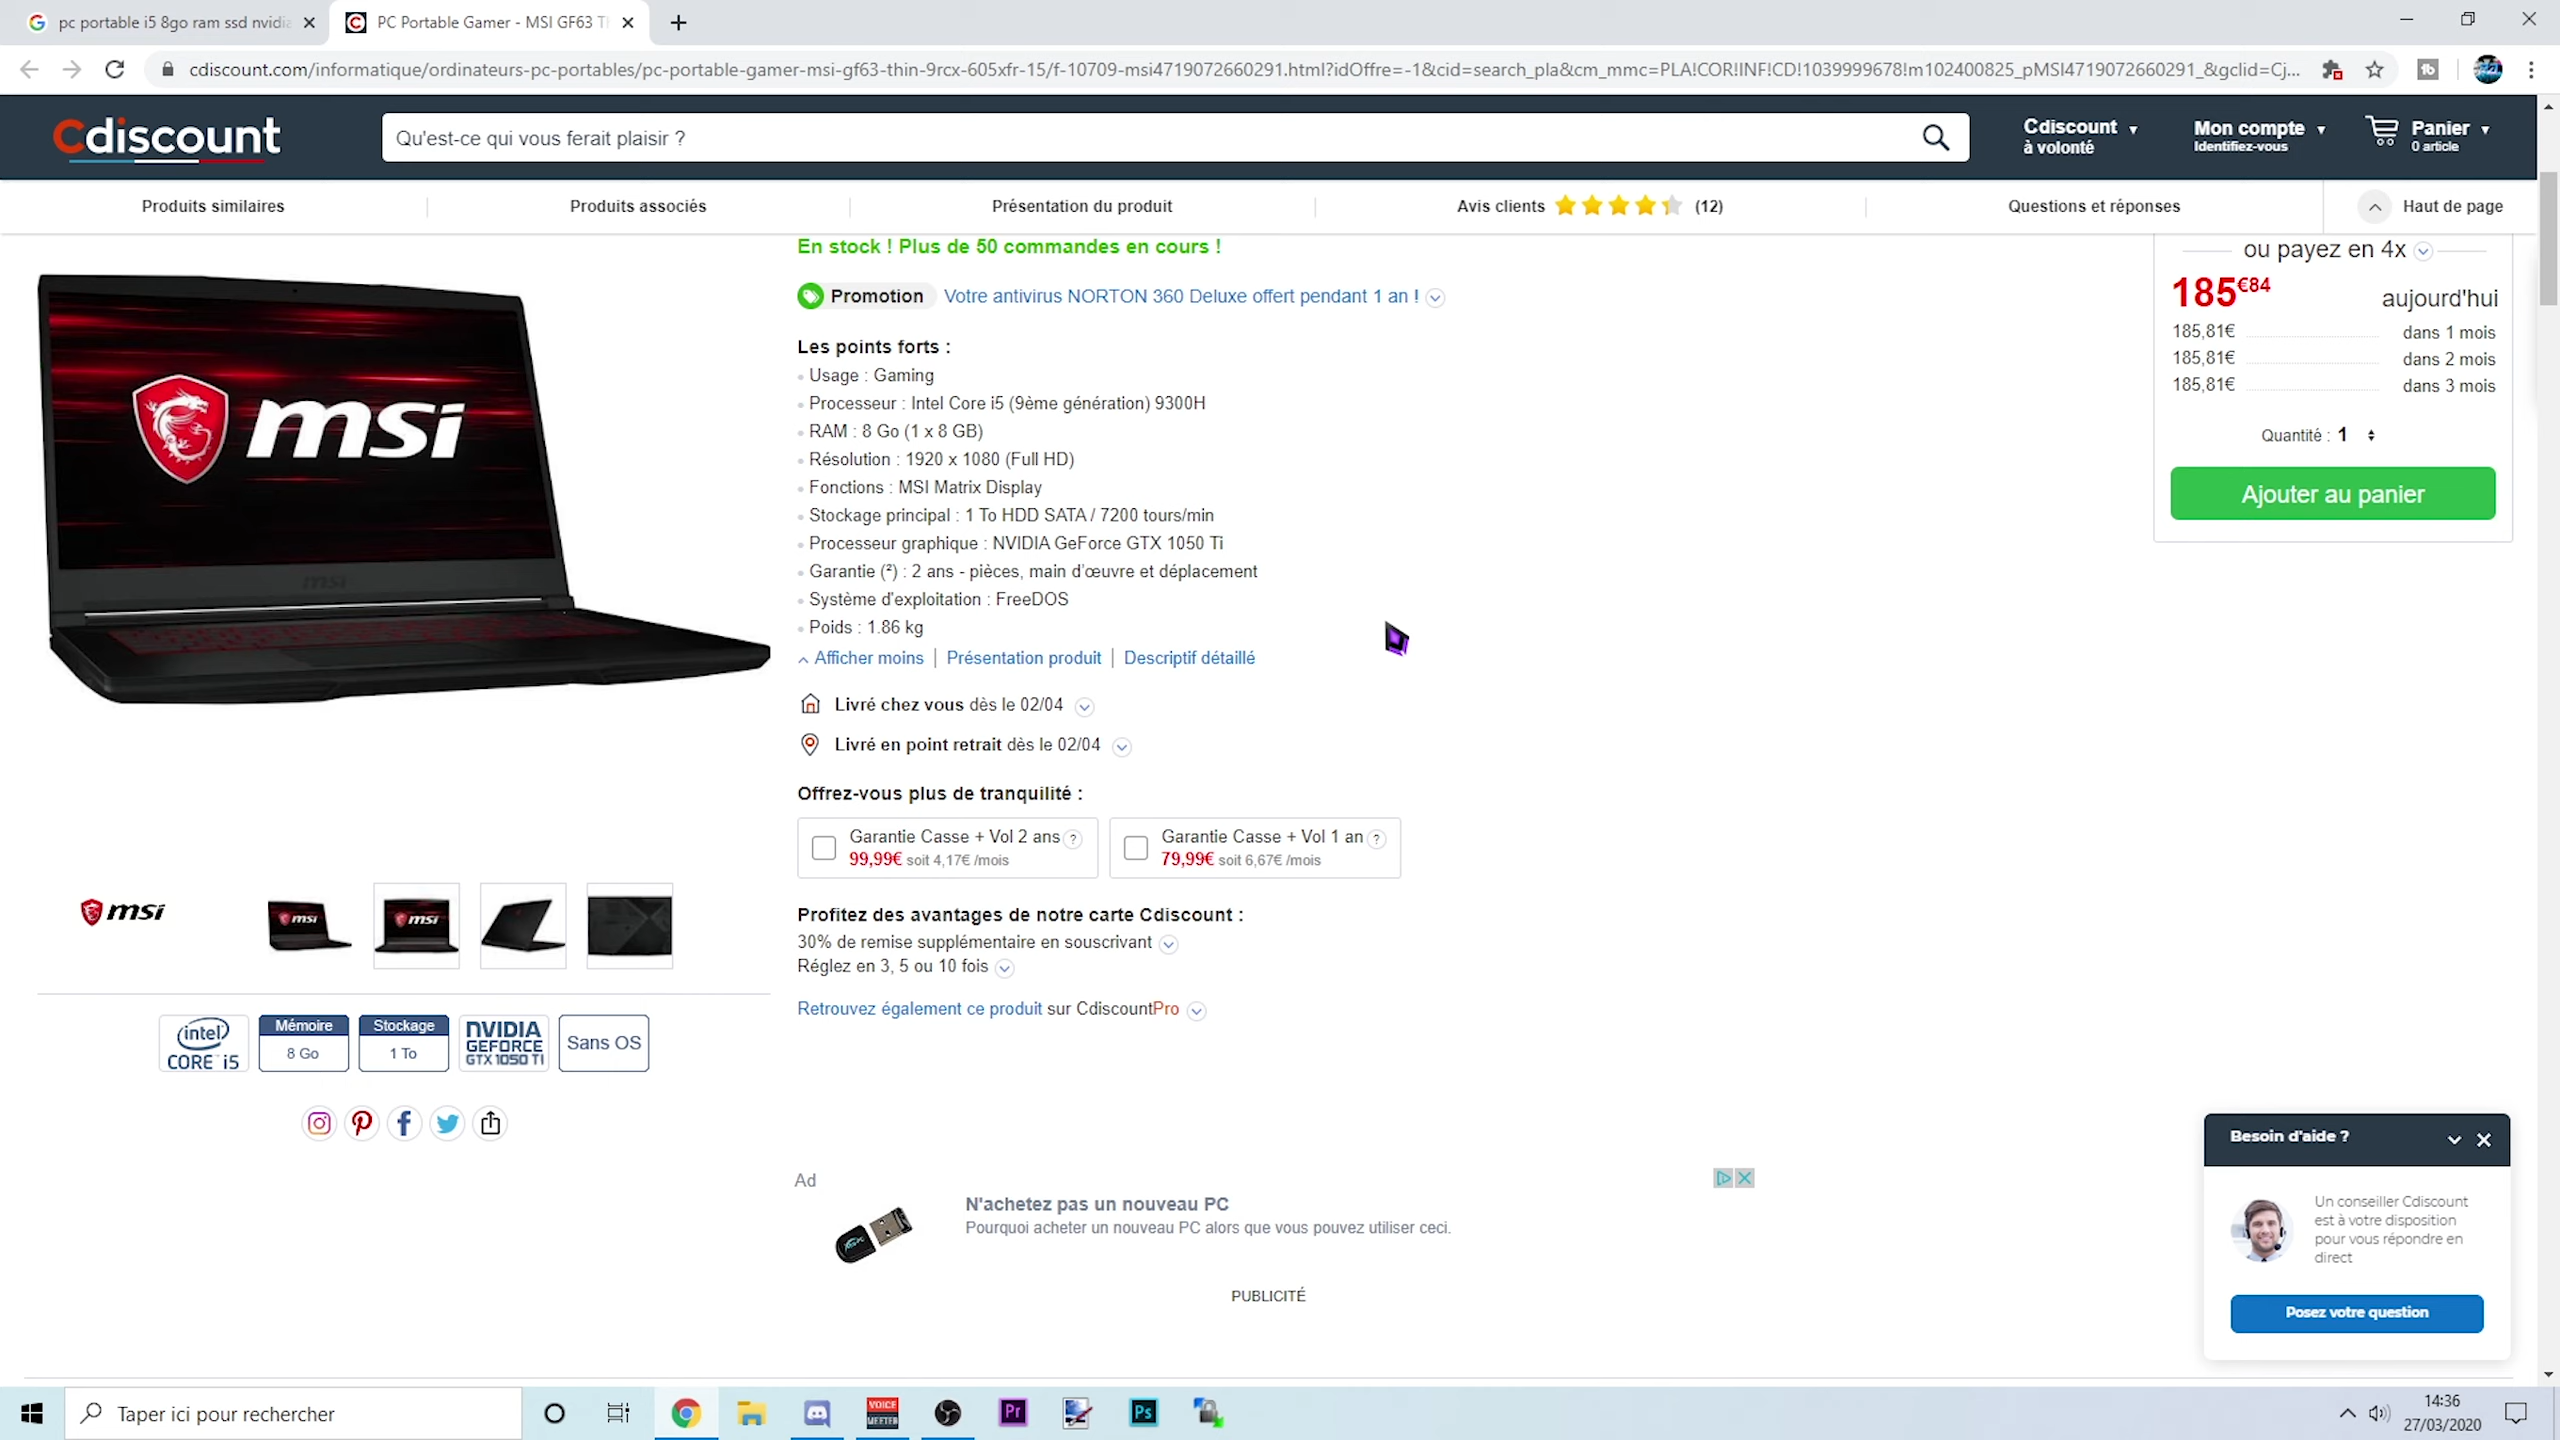 pc portable i5 8go ram ssd nvidia
PC Portable Gamer - MSI GF63 Th
cdiscount.com/informatique/ordinateurs-pc-portables/pc-portable-gamer-msi-gf63-thin-9rcx-605xfr-15/f-10709-msi4719072660291.html?idOffre=-1&cid=search_pla&cm_mmc=PLA!COR!INF!CD!1039999678!m102400825_pMSI4719072660291_&gclid=Cj...
Cdiscount
Qu'est-ce qui vous ferait plaisir ?
Cdiscount
à volonté
Mon compte
Identifiez-vous
Panier
0 article
Produits similaires
Produits associés
Présentation du produit
Avis clients (12)
Questions et réponses
Haut de page
msi
msi
msi
msi
msi
intel
CORE i5
Mémoire
8 Go
Stockage
1 To
NVIDIA
GEFORCE
GTX 1050 TI
Sans OS
En stock ! Plus de 50 commandes en cours !
Promotion Votre antivirus NORTON 360 Deluxe offert pendant 1 an !
Les points forts :
Usage : Gaming
Processeur : Intel Core i5 (9ème génération) 9300H
RAM : 8 Go (1 x 8 GB)
Résolution : 1920 x 1080 (Full HD)
Fonctions : MSI Matrix Display
Stockage principal : 1 To HDD SATA / 7200 tours/min
Processeur graphique : NVIDIA GeForce GTX 1050 Ti
Garantie (²) : 2 ans - pièces, main d'œuvre et déplacement
Système d'exploitation : FreeDOS
Poids : 1.86 kg
Afficher moins | Présentation produit | Descriptif détaillé
Livré chez vous dès le 02/04
Livré en point retrait dès le 02/04
Offrez-vous plus de tranquilité :
Garantie Casse + Vol 2 ans ?
99,99€ soit 4,17€ /mois
Garantie Casse + Vol 1 an ?
79,99€ soit 6,67€ /mois
Profitez des avantages de notre carte Cdiscount :
30% de remise supplémentaire en souscrivant
Réglez en 3, 5 ou 10 fois
Retrouvez également ce produit sur CdiscountPro
Ad
N'achetez pas un nouveau PC
Pourquoi acheter un nouveau PC alors que vous pouvez utiliser ceci.
PUBLICITÉ
ou payez en 4x
185€84 aujourd'hui
185,81€ dans 1 mois
185,81€ dans 2 mois
185,81€ dans 3 mois
Quantité : 1
Ajouter au panier
Besoin d'aide ?
Un conseiller Cdiscount
est à votre disposition
pour vous répondre en
direct
Posez votre question
Taper ici pour rechercher
VOICE
MEETER
Pr
Ps
14:36
27/03/2020